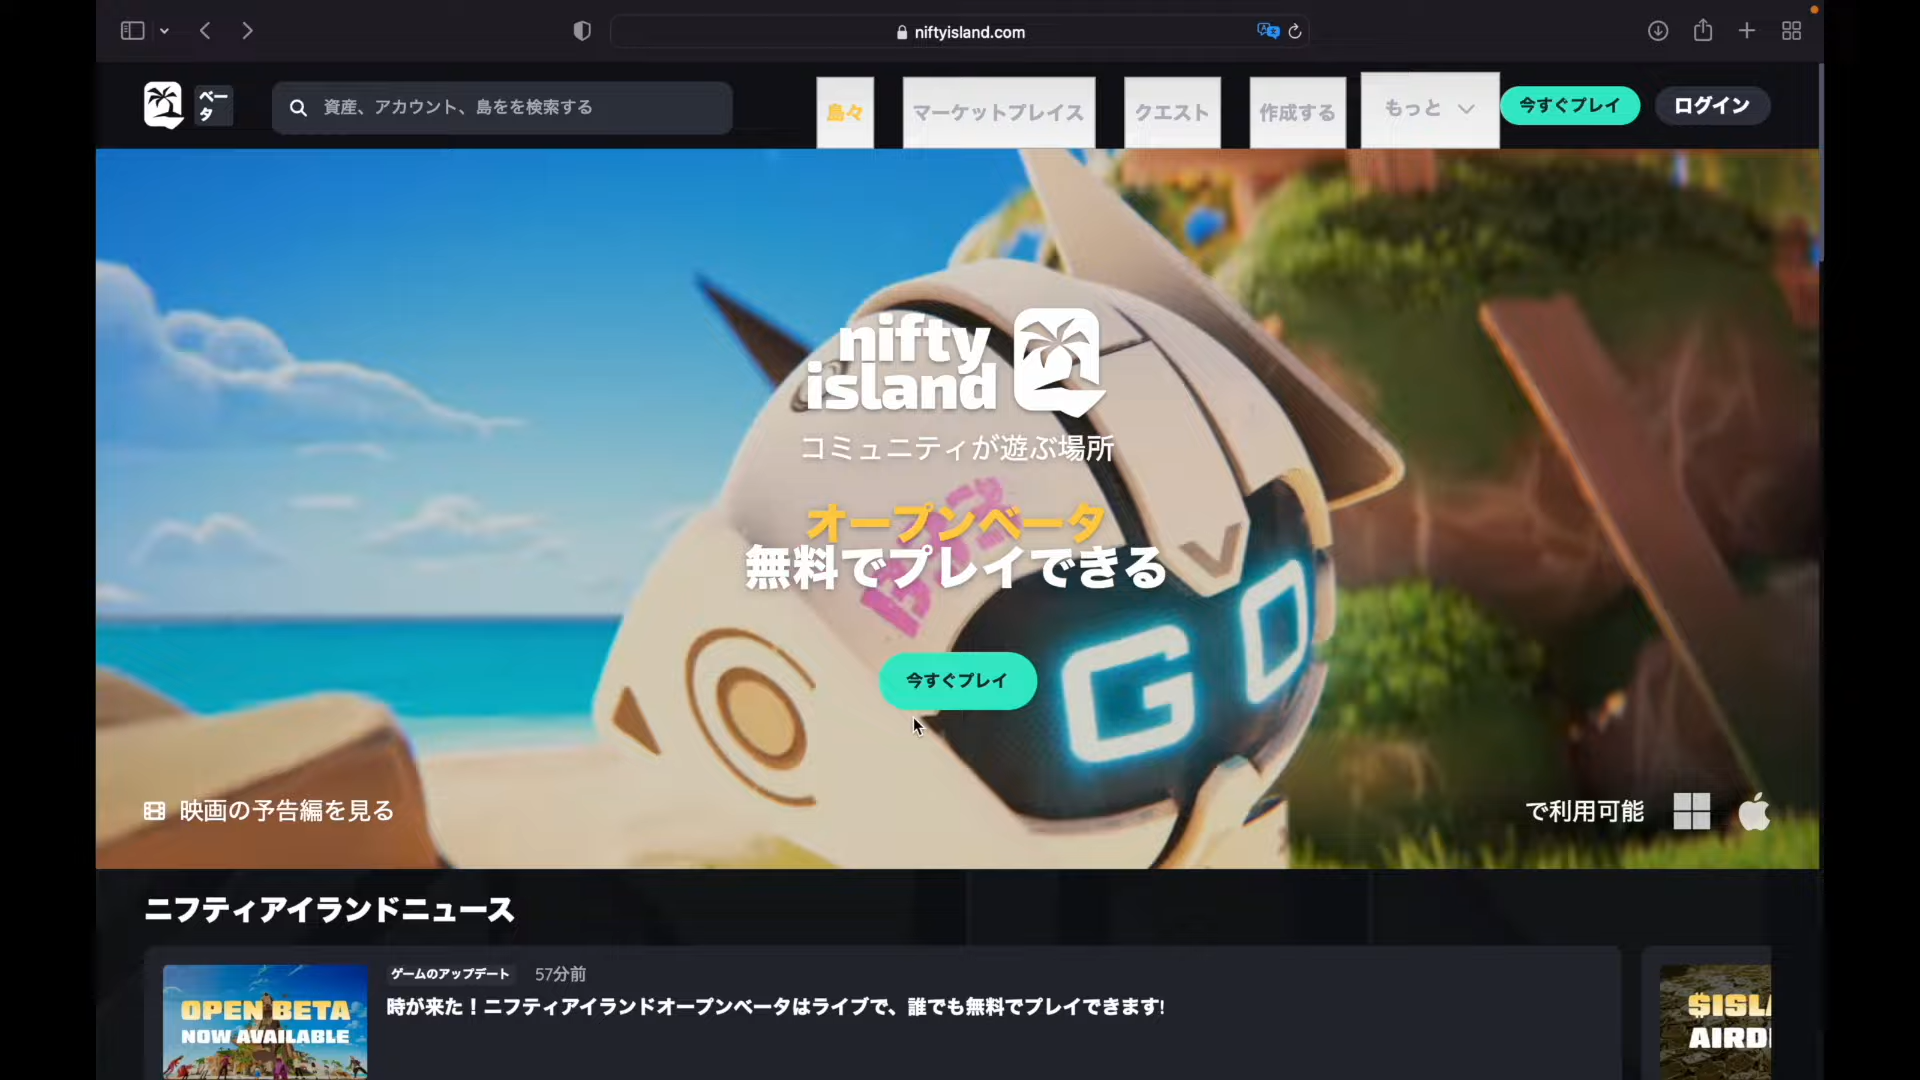 niftyisland.com
ベー
タ
資産、アカウント、島をを検索する
島々
マーケットプレイス
クエスト
作成する
もっと
今すぐプレイ
ログイン
nifty
island
コミュニティが遊ぶ場所
オープンベータ
無料でプレイできる
今すぐプレイ
GO
映画の予告編を見る
で利用可能
ニフティアイランドニュース
ゲームのアップデート 57分前
時が来た！ニフティアイランドオープンベータはライブで、誰でも無料でプレイできます!
OPEN BETA
NOW AVAILABLE